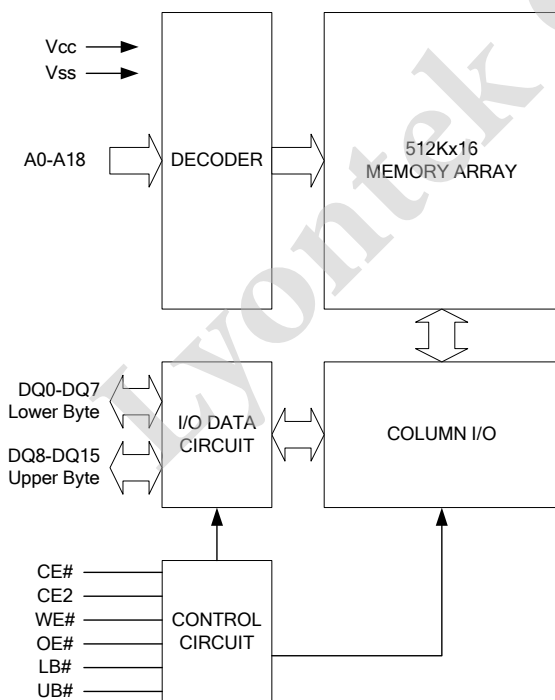 Vcc
Vss
A0-A18
DECODER
512Kx16
MEMORY ARRAY
DQ0-DQ7
Lower Byte
DQ8-DQ15
Upper Byte
I/O DATA
CIRCUIT
COLUMN I/O
CE#
CE2
WE#
OE#
LB#
UB#
CONTROL
CIRCUIT
Lyontek